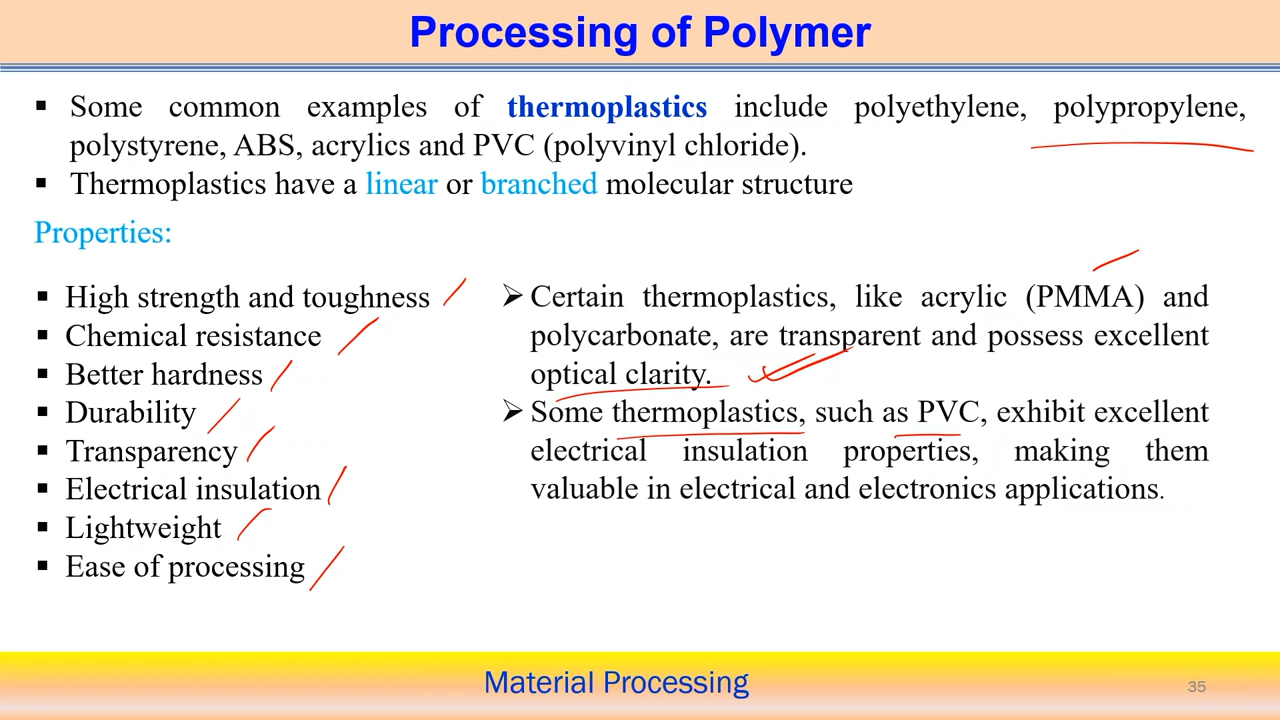 Processing of Polymer
▪ Some common examples of thermoplastics include polyethylene, polypropylene,
polystyrene, ABS, acrylics and PVC (polyvinyl chloride).
▪ Thermoplastics have a linear or branched molecular structure
Properties:
▪ High strength and toughness
▪ Chemical resistance
▪ Better hardness
▪ Durability
▪ Transparency
▪ Electrical insulation
▪ Lightweight
▪ Ease of processing
➢ Certain thermoplastics, like acrylic (PMMA) and
polycarbonate, are transparent and possess excellent
optical clarity.
➢ Some thermoplastics, such as PVC, exhibit excellent
electrical insulation properties, making them
valuable in electrical and electronics applications.
Material Processing
35